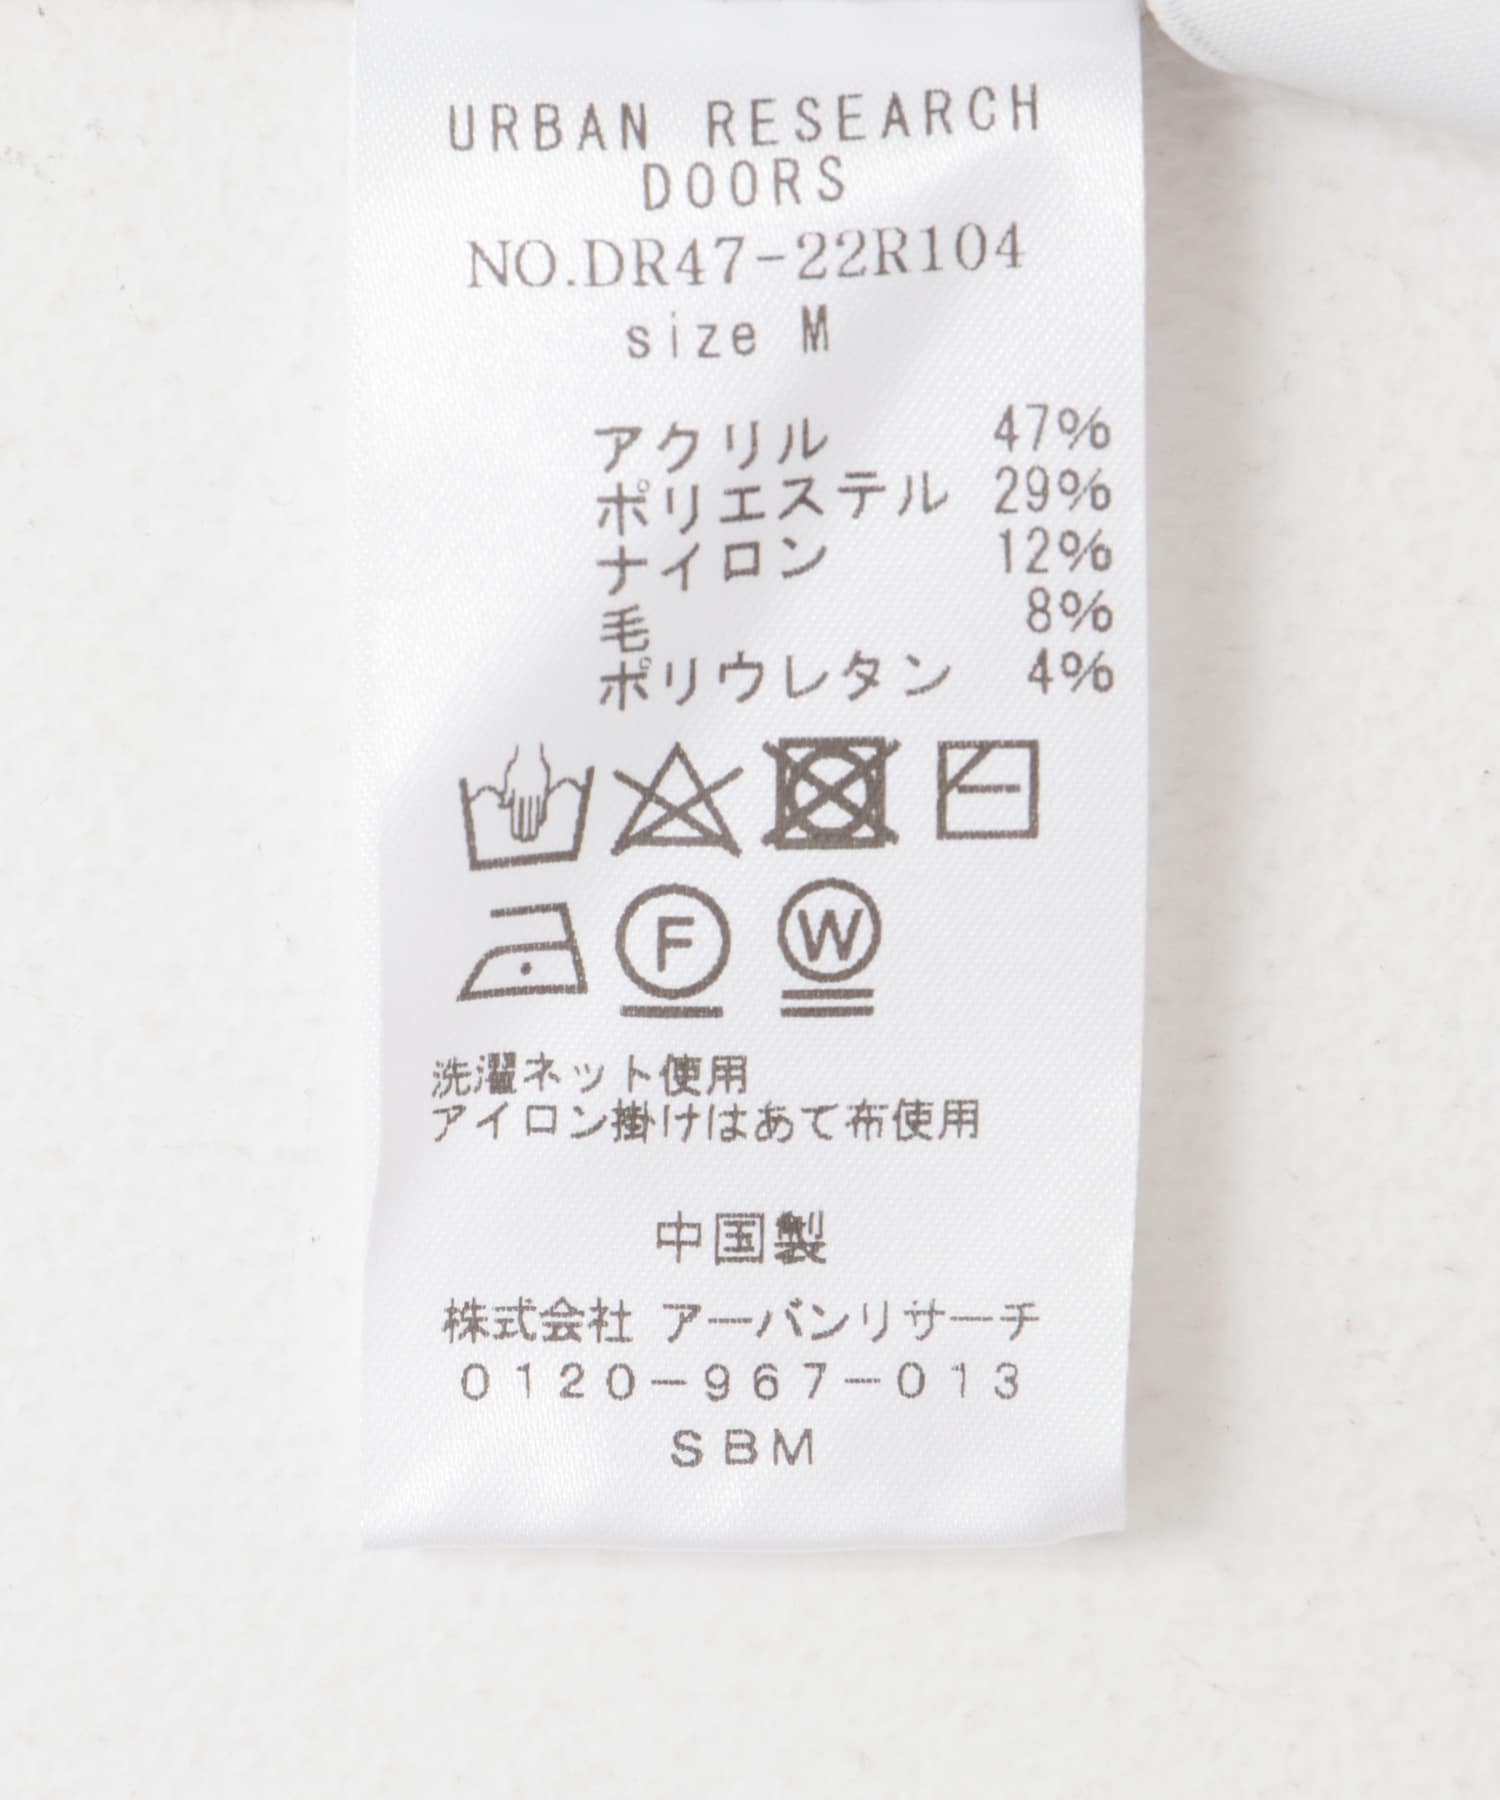 URBAN RESEARCH
DOORS
NO.DR47-22R104
size M
アクリル 47%
ポリエステル 29%
ナイロン 12%
毛 8%
ポリウレタン 4%
F W
洗濯ネット使用
アイロン掛けはあて布使用
中国製
株式会社 アーバンリサーチ
0120-967-013
SBM